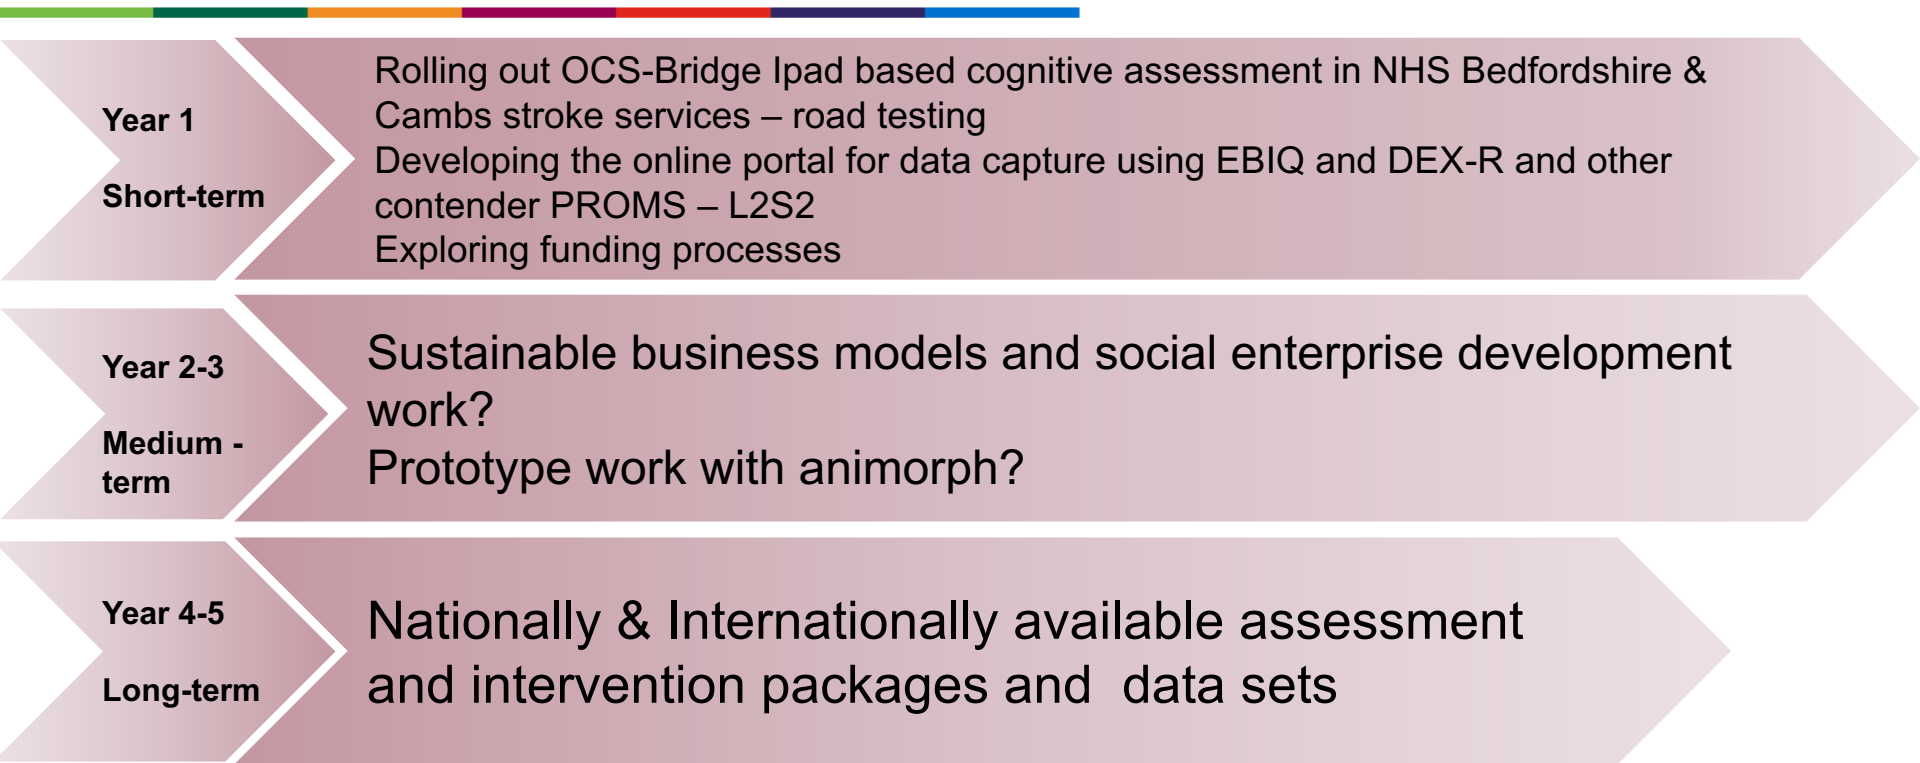 Year 1
Short-term
Rolling out OCS-Bridge Ipad based cognitive assessment in NHS Bedfordshire &
Cambs stroke services – road testing
Developing the online portal for data capture using EBIQ and DEX-R and other
contender PROMS – L2S2
Exploring funding processes
Year 2-3
Medium -
term
Sustainable business models and social enterprise development
work?
Prototype work with animorph?
Year 4-5
Long-term
Nationally & Internationally available assessment
and intervention packages and  data sets